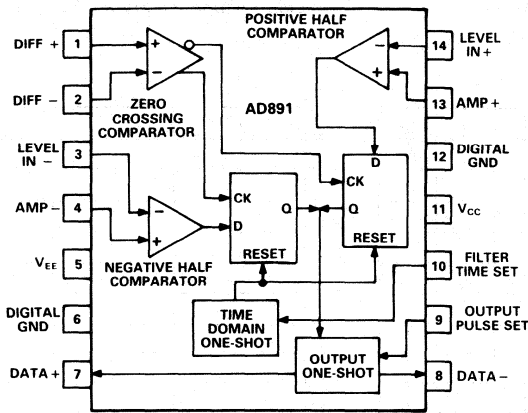 POSITIVE HALF
COMPARATOR
AD891
DIFF + 1
DIFF − 2
LEVEL
IN − 3
AMP − 4
VEE 5
DIGITAL
GND 6
DATA + 7
14 LEVEL
IN +
13 AMP +
12 DIGITAL
GND
11 VCC
10 FILTER
TIME SET
9 OUTPUT
PULSE SET
8 DATA −
+
−
ZERO
CROSSING
COMPARATOR
−
+
D
CK
Q
RESET
−
+
NEGATIVE HALF
COMPARATOR
CK
D
Q
RESET
TIME
DOMAIN
ONE-SHOT
OUTPUT
ONE-SHOT